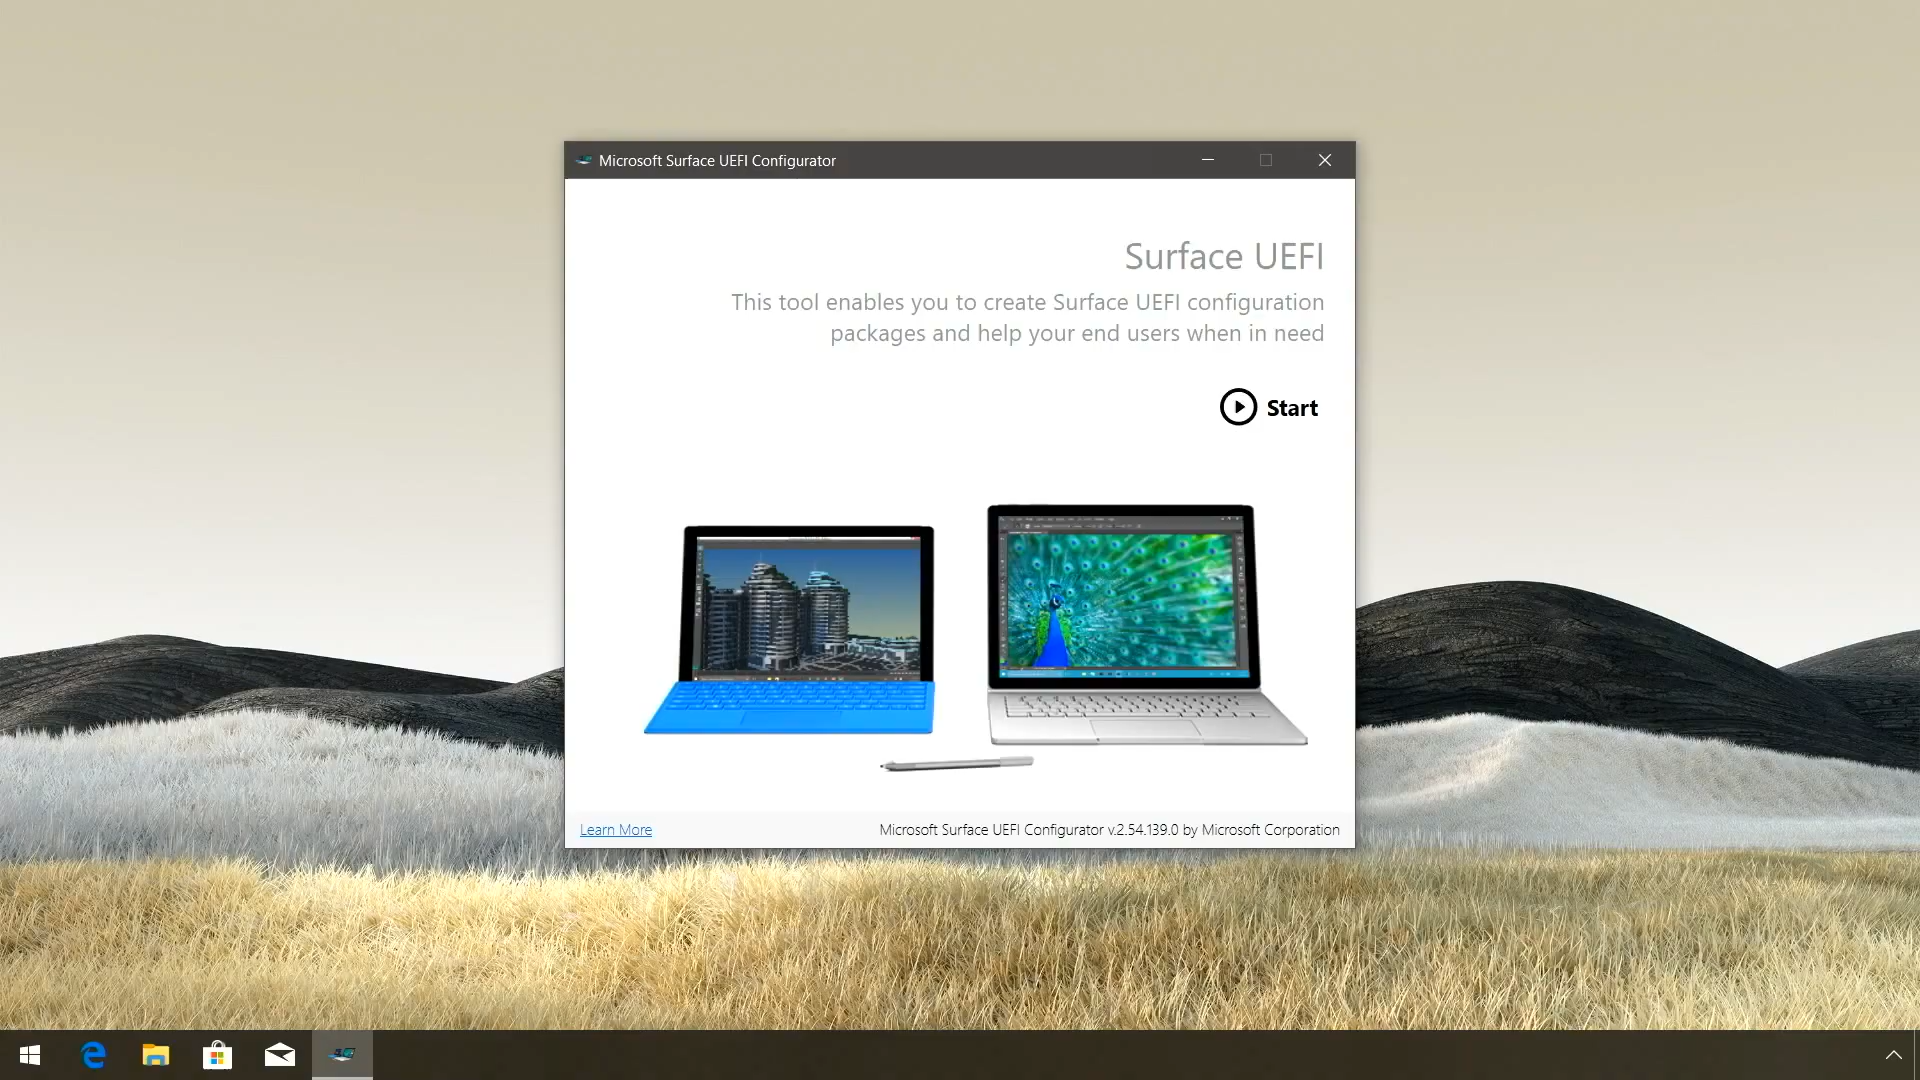 Microsoft Surface UEFI Configurator
Surface UEFI
This tool enables you to create Surface UEFI configuration
packages and help your end users when in need
Start
Learn More
Microsoft Surface UEFI Configurator v.2.54.139.0 by Microsoft Corporation